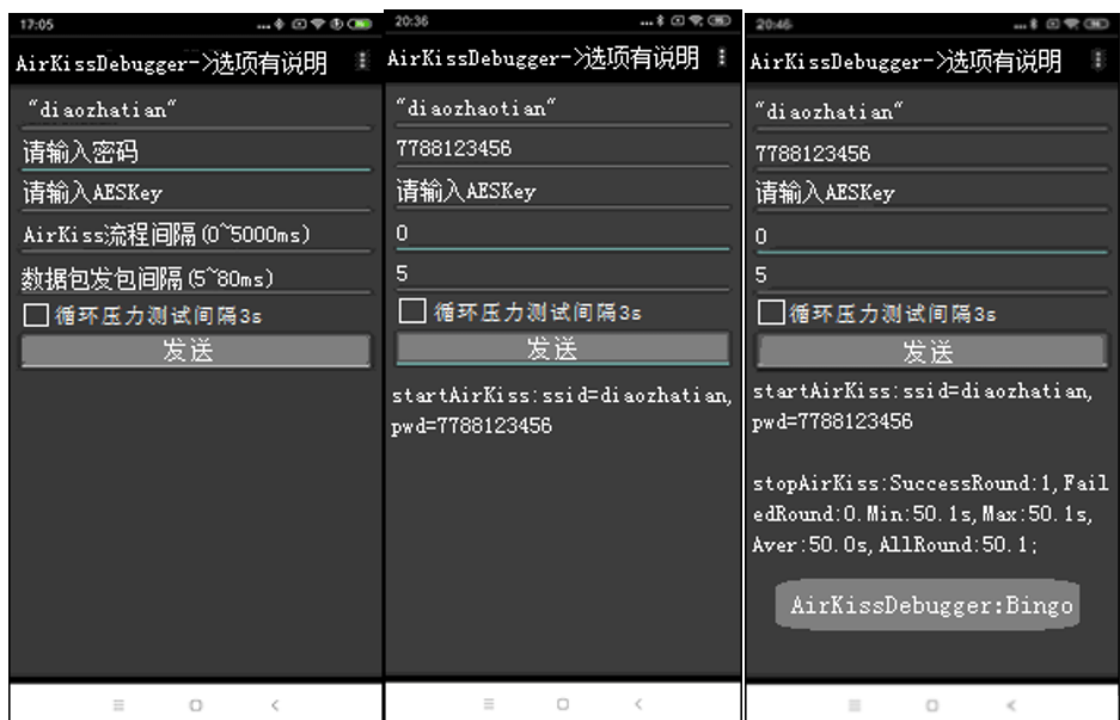 17:05
AirKissDebugger->选项有说明
“diaozhatian“
请输入密码
请输入AESKey
AirKiss流程间隔(0~5000ms)
数据包发包间隔(5~80ms)
循环压力测试间隔3s
发送
20:36
AirKissDebugger->选项有说明
“diaozhaotian“
7788123456
请输入AESKey
0
5
循环压力测试间隔3s
发送
startAirKiss:ssid=diaozhatian,
pwd=7788123456
20:46
AirKissDebugger->选项有说明
“diaozhatian“
7788123456
请输入AESKey
0
5
循环压力测试间隔3s
发送
startAirKiss:ssid=diaozhatian,
pwd=7788123456
stopAirKiss:SuccessRound:1,Fail
edRound:0.Min:50.1s,Max:50.1s,
Aver:50.0s,AllRound:50.1;
AirKissDebugger:Bingo